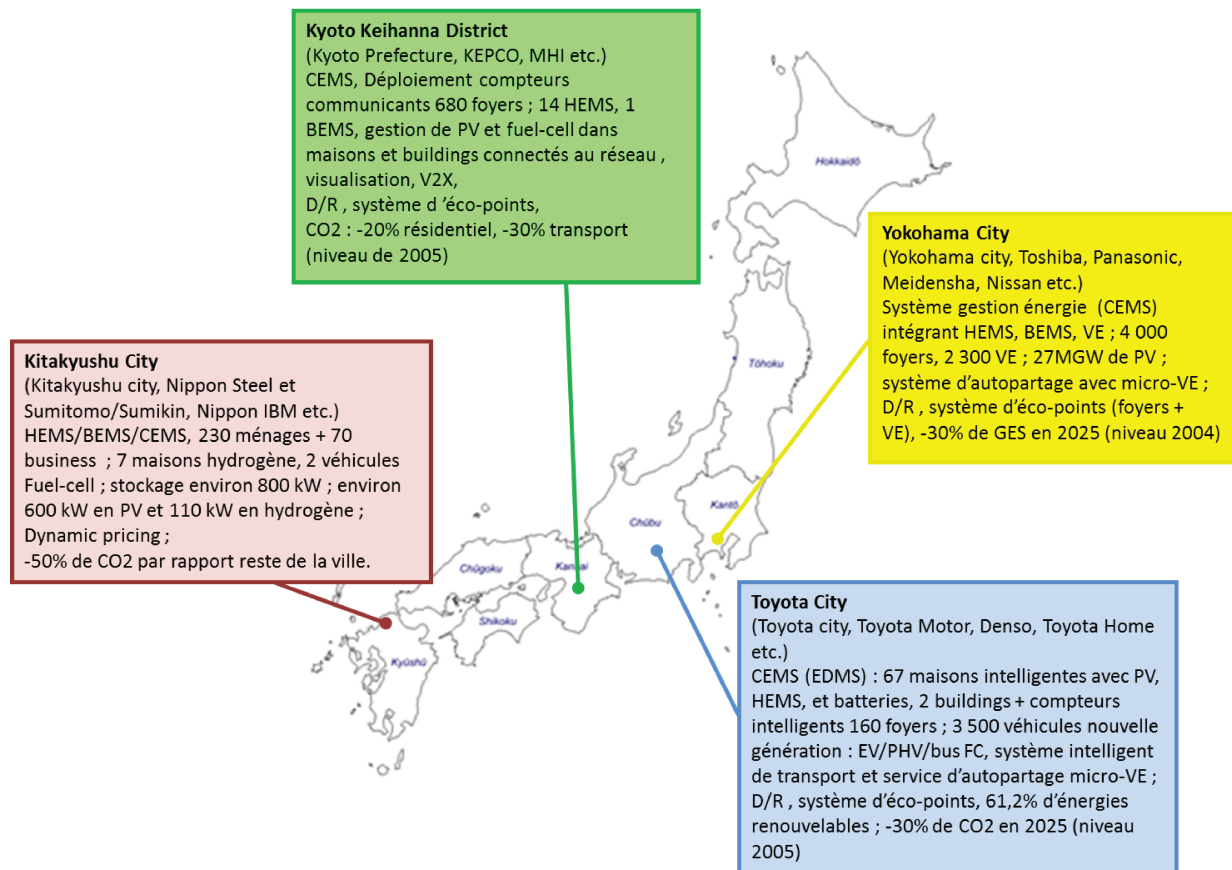 Kyoto Keihanna District
(Kyoto Prefecture, KEPCO, MHI etc.)
CEMS, Déploiement compteurs
communicants 680 foyers ; 14 HEMS, 1
BEMS, gestion de PV et fuel-cell dans
maisons et buildings connectés au réseau ,
visualisation, V2X,
D/R , système d ’éco-points,
CO2 : -20% résidentiel, -30% transport
(niveau de 2005)
Hokkaidō
Yokohama City
(Yokohama city, Toshiba, Panasonic,
Meidensha, Nissan etc.)
Système gestion énergie (CEMS)
intégrant HEMS, BEMS, VE ; 4 000
foyers, 2 300 VE ; 27MGW de PV ;
système d’autopartage avec micro-VE ;
D/R , système d’éco-points (foyers +
VE), -30% de GES en 2025 (niveau 2004)
Tōhoku
Kitakyushu City
(Kitakyushu city, Nippon Steel et
Sumitomo/Sumikin, Nippon IBM etc.)
HEMS/BEMS/CEMS, 230 ménages + 70
business ; 7 maisons hydrogène, 2 véhicules
Fuel-cell ; stockage environ 800 kW ; environ
600 kW en PV et 110 kW en hydrogène ;
Dynamic pricing ;
-50% de CO2 par rapport reste de la ville.
Kantō
Chūbu
Kansai
Chūgoku
Shikoku
Kyūshū
Toyota City
(Toyota city, Toyota Motor, Denso, Toyota Home
etc.)
CEMS (EDMS) : 67 maisons intelligentes avec PV,
HEMS, et batteries, 2 buildings + compteurs
intelligents 160 foyers ; 3 500 véhicules nouvelle
génération : EV/PHV/bus FC, système intelligent
de transport et service d’autopartage micro-VE ;
D/R , système d’éco-points, 61,2% d’énergies
renouvelables ; -30% de CO2 en 2025 (niveau
2005)